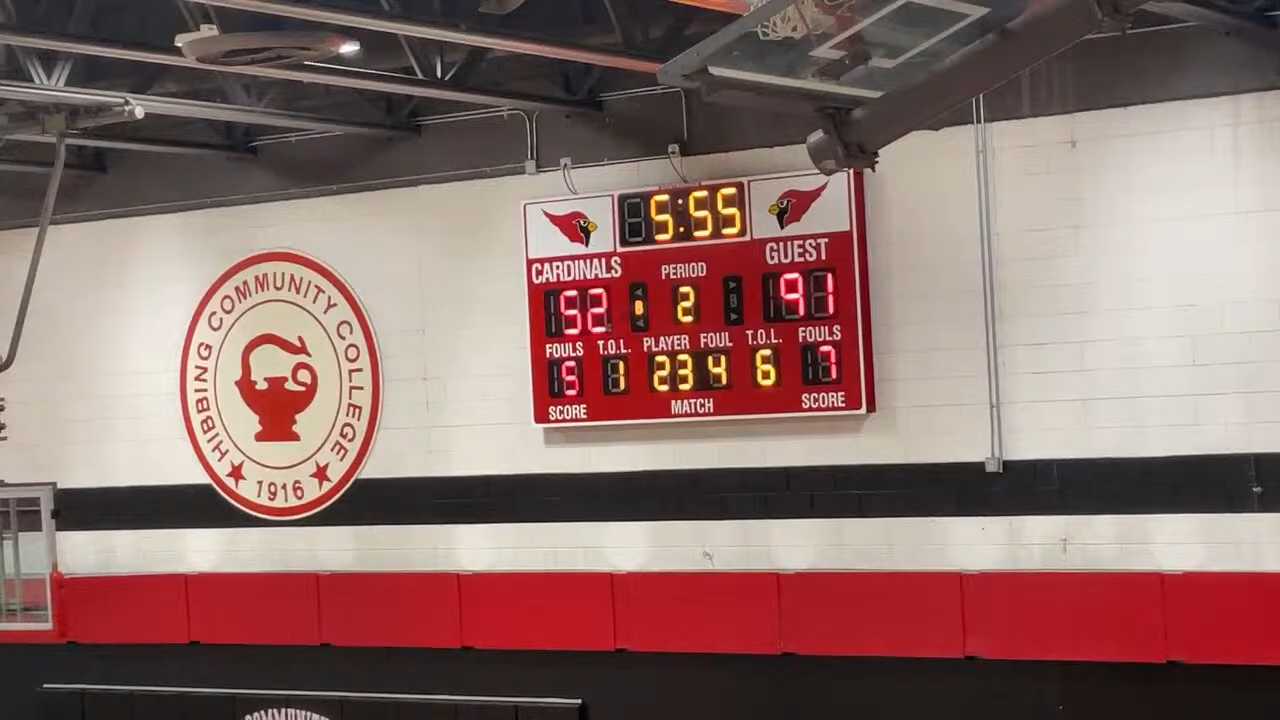 HIBBING COMMUNITY COLLEGE
1916
5:55
CARDINALS
PERIOD
GUEST
52
B
2
B
91
FOULS
T.O.L.
PLAYER
FOUL
T.O.L.
FOULS
5
1
23
4
6
7
SCORE
MATCH
SCORE
COMMUNITY